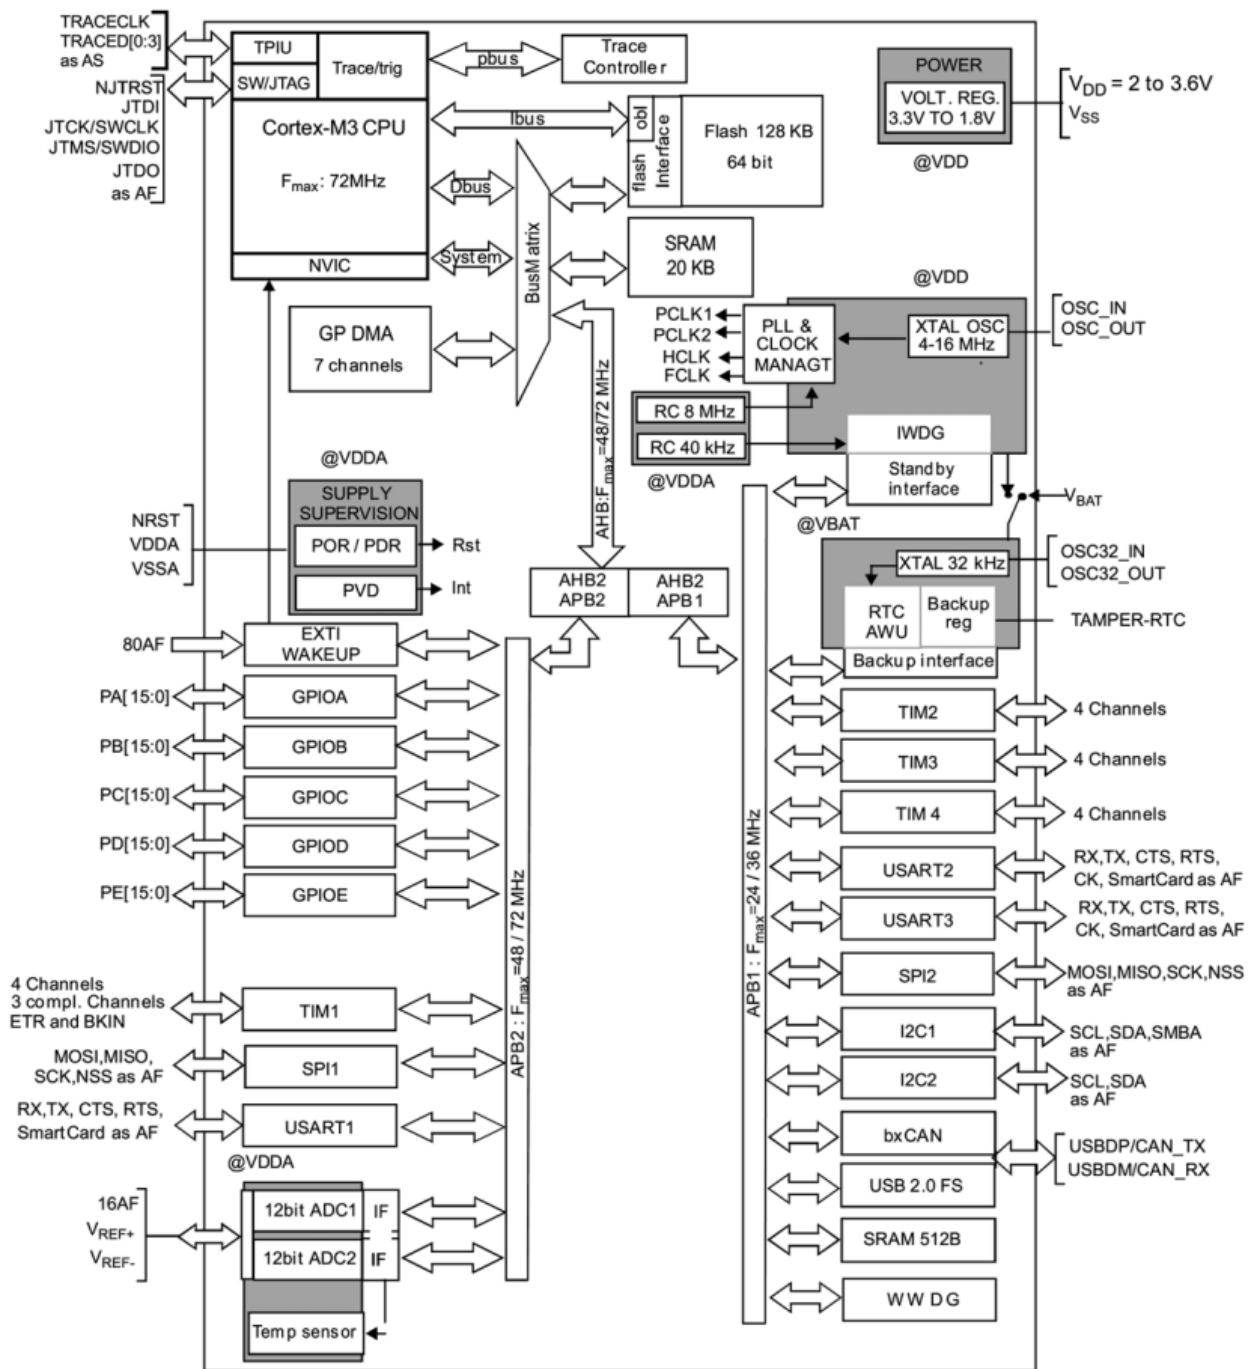 TRACECLK
TRACED[0:3]
as AS
NJTRST
JTDI
JTCK/SWCLK
JTMS/SWDIO
JTDO
as AF
TPIU
SW/JTAG
Trace/trig
Cortex-M3 CPU
Fmax: 72MHz
NVIC
pbus
Trace
Controller
Ibus
Dbus
System
BusMatrix
obl
flash
Interface
Flash 128 KB
64 bit
SRAM
20 KB
POWER
VOLT. REG.
3.3V TO 1.8V
@VDD
VDD = 2 to 3.6V
VSS
GP DMA
7 channels
AHB:Fmax=48/72 MHz
@VDD
PCLK1
PCLK2
HCLK
FCLK
PLL &
CLOCK
MANAGT
XTAL OSC
4-16 MHz
OSC_IN
OSC_OUT
RC 8 MHz
RC 40 kHz
@VDDA
IWDG
Standby
interface
VBAT
@VBAT
@VDDA
SUPPLY
SUPERVISION
POR / PDR
PVD
Rst
Int
NRST
VDDA
VSSA
AHB2
APB2
AHB2
APB1
XTAL 32 kHz
OSC32_IN
OSC32_OUT
RTC
AWU
Backup
reg
TAMPER-RTC
Backup interface
80AF
EXTI
WAKEUP
PA[15:0]
GPIOA
PB[15:0]
GPIOB
PC[15:0]
GPIOC
PD[15:0]
GPIOD
PE[15:0]
GPIOE
4 Channels
3 compl. Channels
ETR and BKIN
TIM1
MOSI,MISO,
SCK,NSS as AF
SPI1
RX,TX, CTS, RTS,
SmartCard as AF
USART1
@VDDA
16AF
VREF+
VREF-
12bit ADC1
IF
12bit ADC2
IF
Temp sensor
APB2 : Fmax=48 / 72 MHz
APB1 : Fmax=24 / 36 MHz
TIM2
4 Channels
TIM3
4 Channels
TIM 4
4 Channels
USART2
RX,TX, CTS, RTS,
CK, SmartCard as AF
USART3
RX,TX, CTS, RTS,
CK, SmartCard as AF
SPI2
MOSI,MISO,SCK,NSS
as AF
I2C1
SCL,SDA,SMBA
as AF
I2C2
SCL,SDA
as AF
bxCAN
USBDP/CAN_TX
USBDM/CAN_RX
USB 2.0 FS
SRAM 512B
WWDG